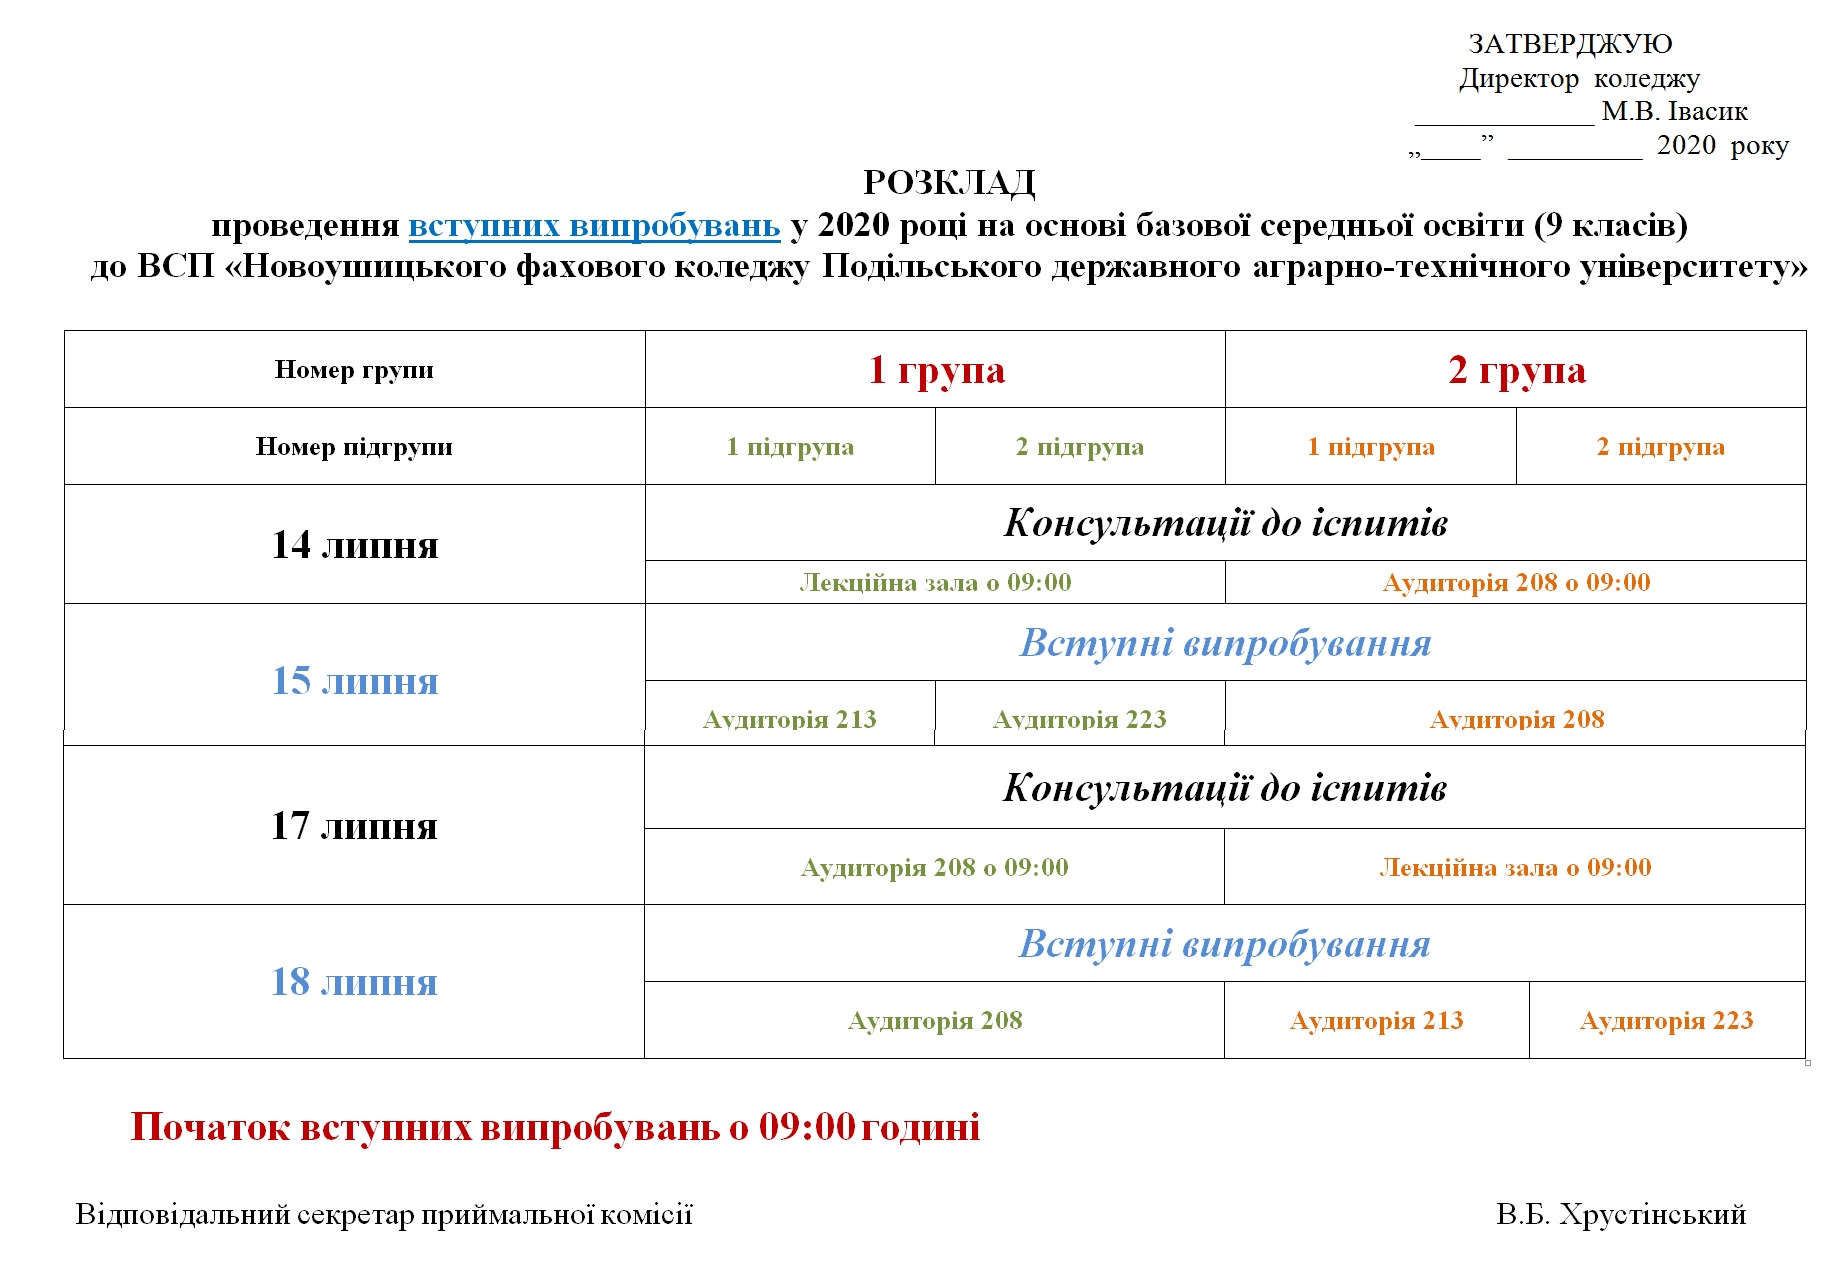 ЗАТВЕРДЖУЮ
Директор коледжу
____________ М.В. Івасик
„____” _________ 2020 року
РОЗКЛАД
проведення вступних випробувань у 2020 році на основі базової середньої освіти (9 класів)
до ВСП «Новоушицького фахового коледжу Подільського державного аграрно-технічного університету»
Номер групи 1 група 2 група
Номер підгрупи 1 підгрупа 2 підгрупа 1 підгрупа 2 підгрупа
14 липня Консультації до іспитів
Лекційна зала о 09:00 Аудиторія 208 о 09:00
15 липня Вступні випробування
Аудиторія 213 Аудиторія 223 Аудиторія 208
17 липня Консультації до іспитів
Аудиторія 208 о 09:00 Лекційна зала о 09:00
18 липня Вступні випробування
Аудиторія 208 Аудиторія 213 Аудиторія 223
Початок вступних випробувань о 09:00 годині
Відповідальний секретар приймальної комісії В.Б. Хрустінський